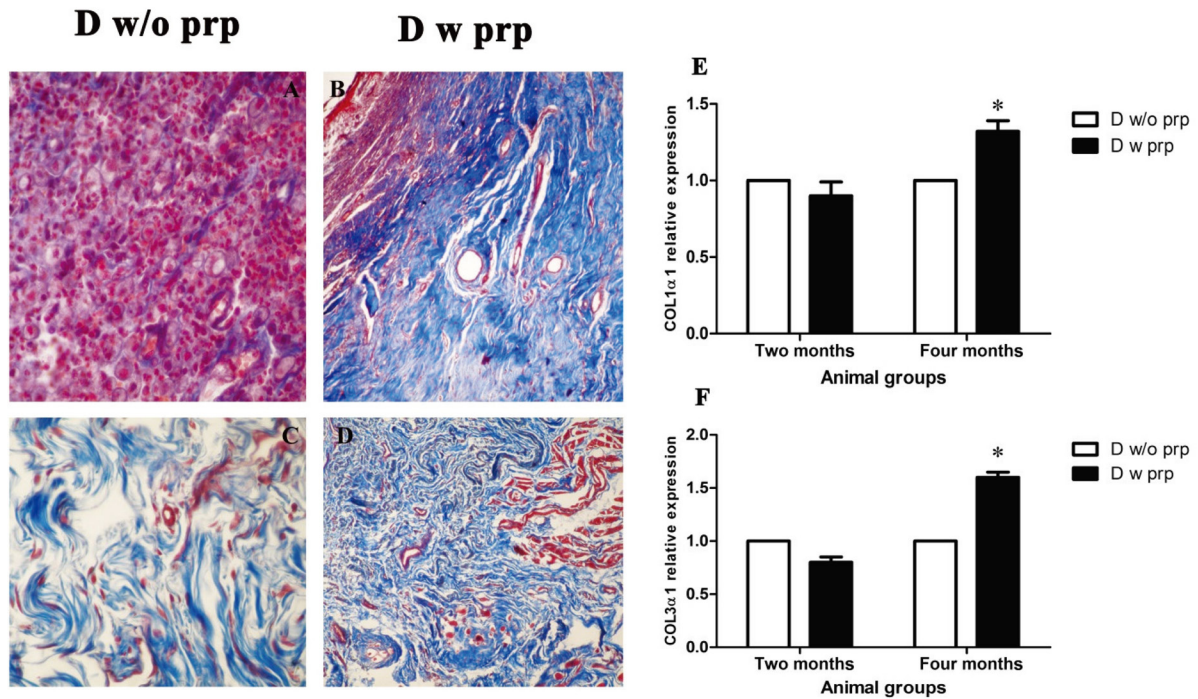 D w/o prp
D w prp
A
B
C
D
E
COL1α1 relative expression
1.5
1.0
0.5
0.0
*
Two months
Four months
Animal groups
D w/o prp
D w prp
F
COL3α1 relative expression
2.0
1.5
1.0
0.5
0.0
*
Two months
Four months
Animal groups
D w/o prp
D w prp